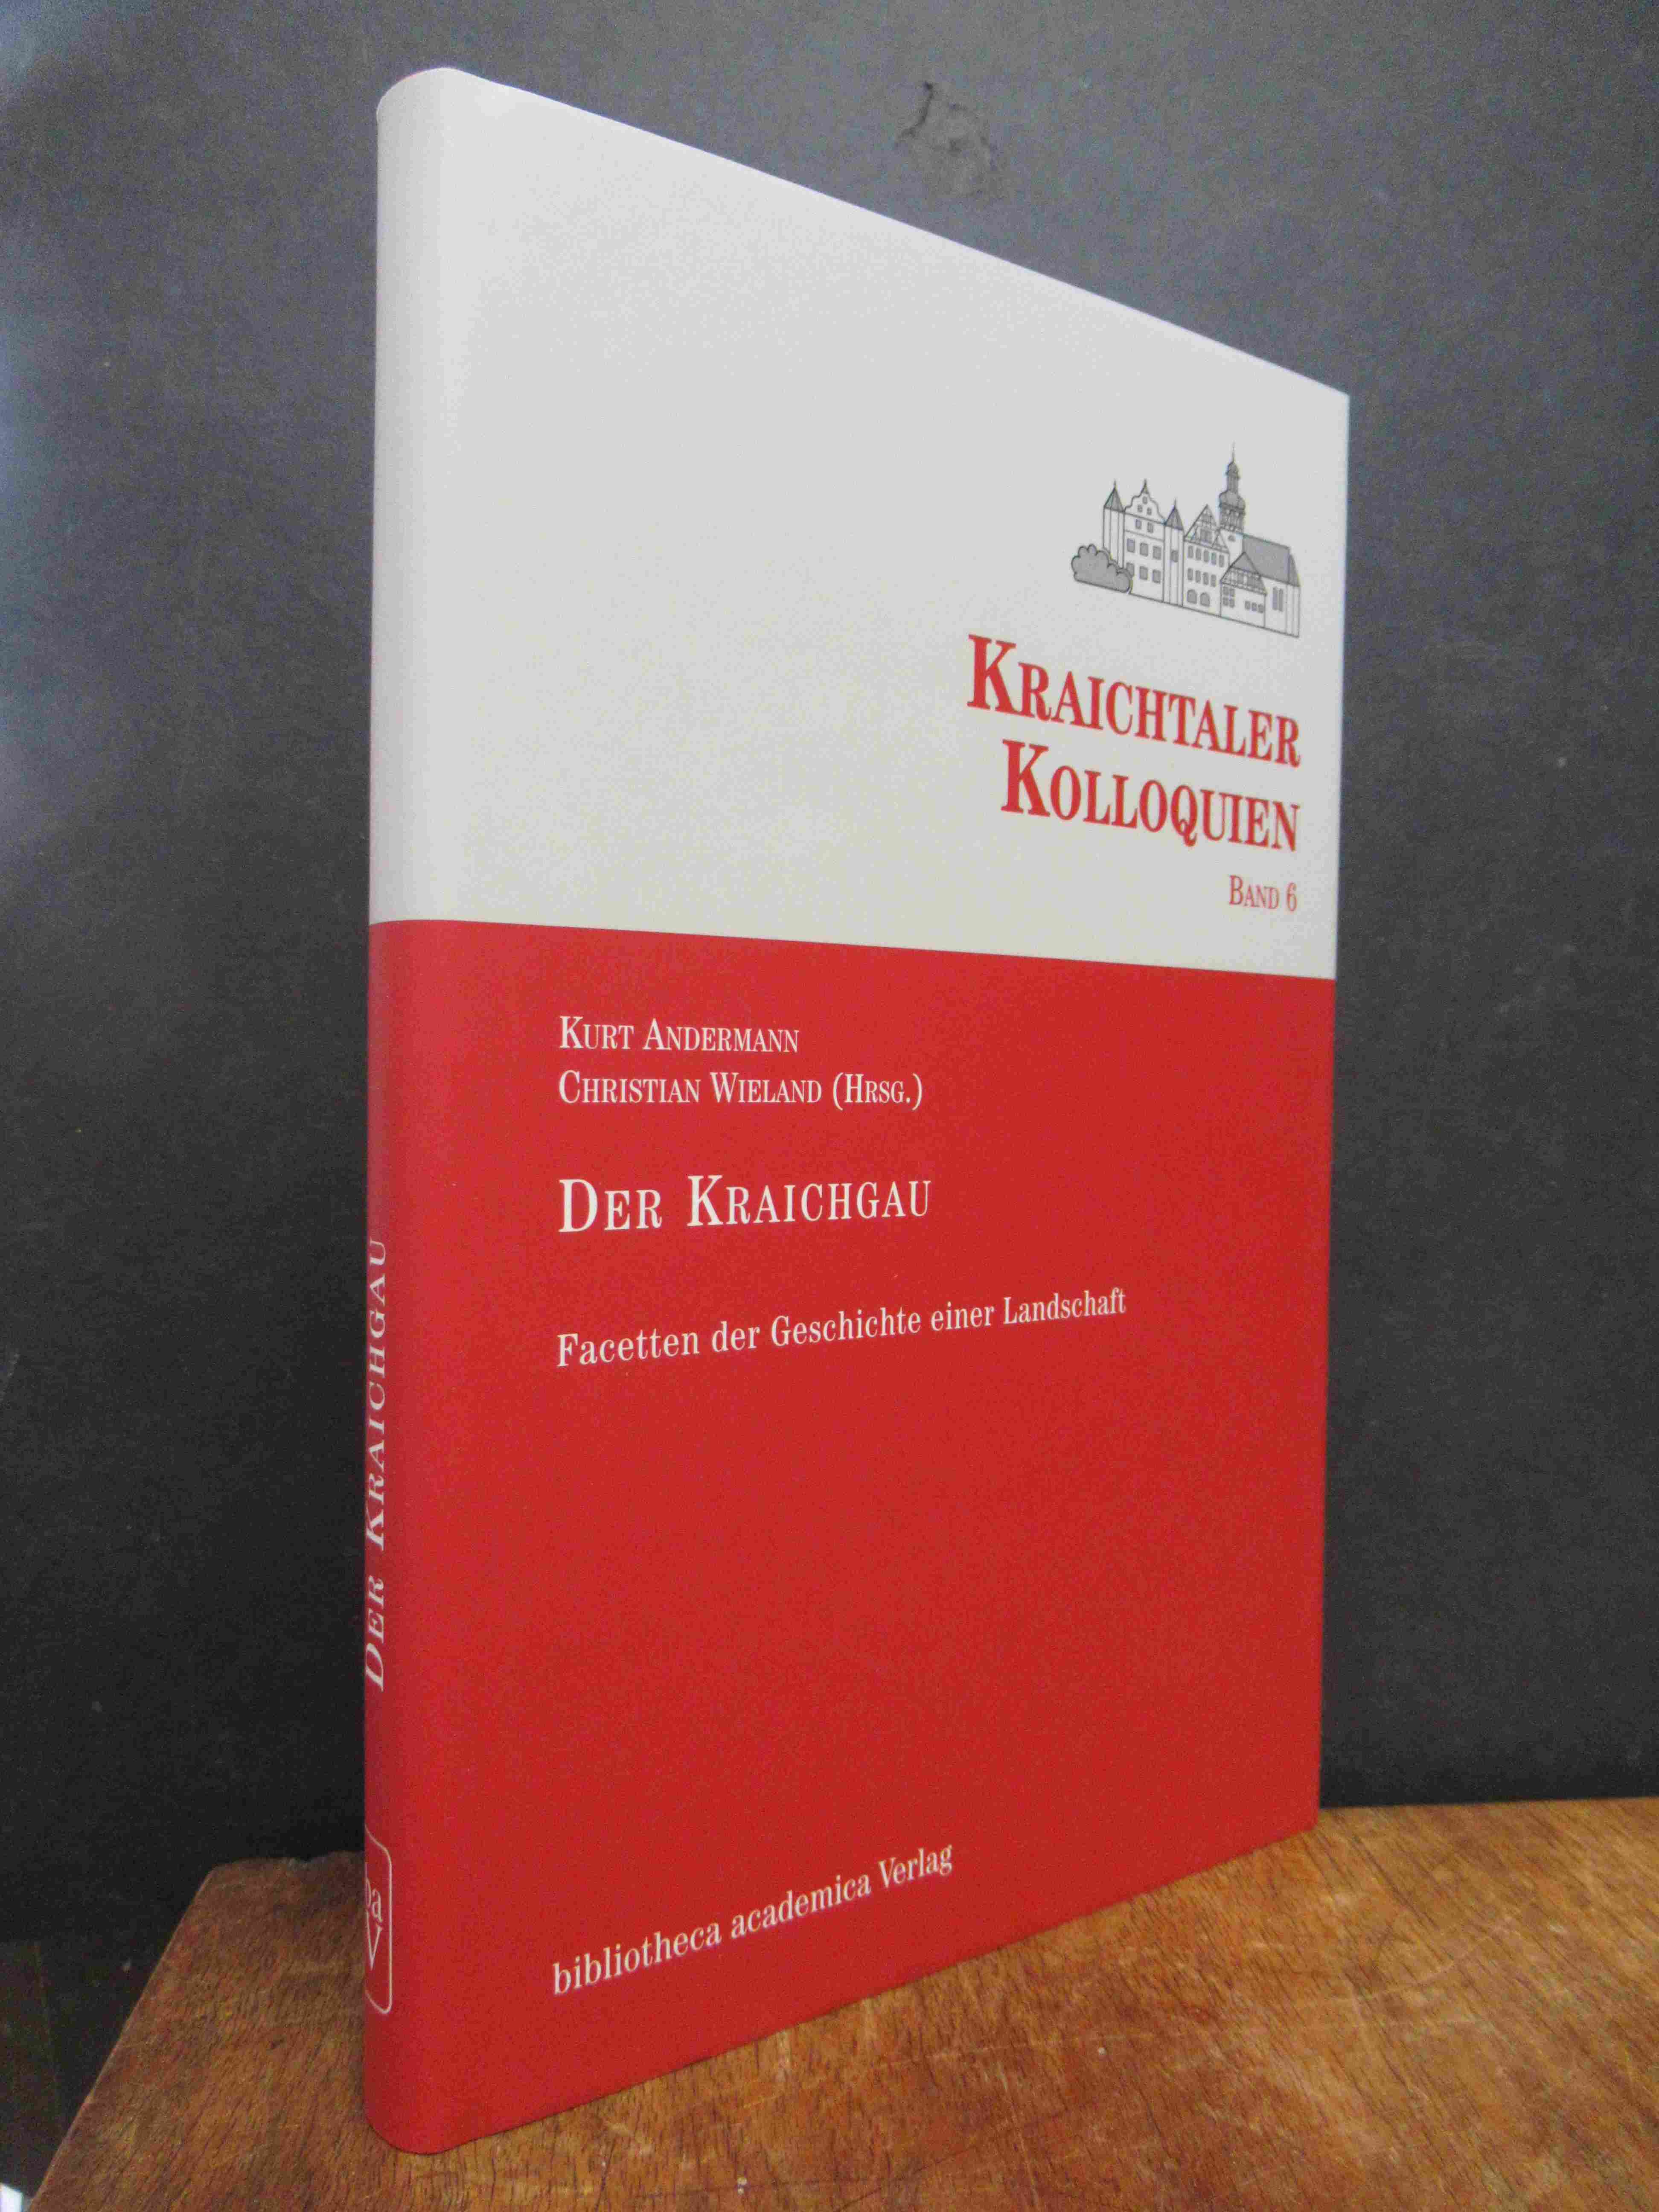 KRAICHTALER
KOLLOQUIEN
BAND 6
KURT ANDERMANN
CHRISTIAN WIELAND (HRSG.)
DER KRAICHGAU
Facetten der Geschichte einer Landschaft
bibliotheca academica Verlag
DER KRAICHGAU
ba
V